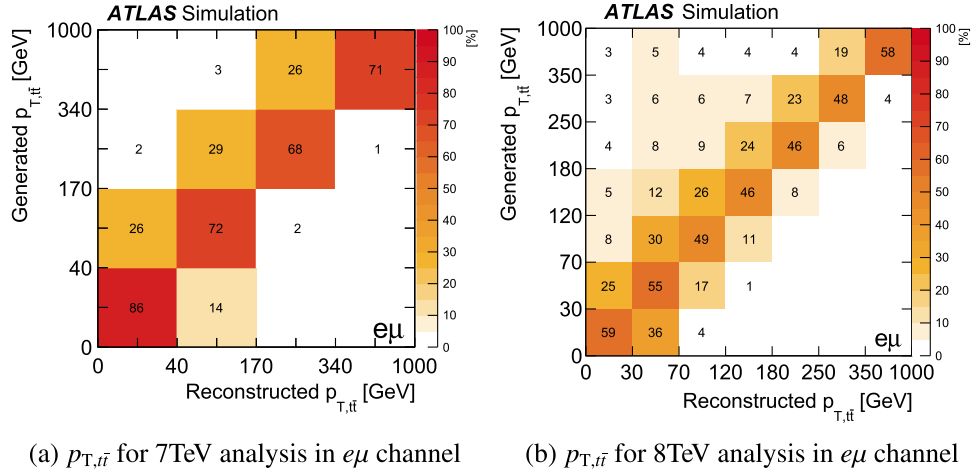 ATLAS Simulation
Generated p_T,tt̄ [GeV]
1000
340
170
40
0
3 26 71
2 29 68 1
26 72 2
86 14
eμ
0 40 170 340 1000
Reconstructed p_T,tt̄ [GeV]
[%]
100
90
80
70
60
50
40
30
20
10
0
ATLAS Simulation
Generated p_T,tt̄ [GeV]
1000
350
250
180
120
70
30
0
3 5 4 4 4 19 58
3 6 6 7 23 48 4
4 8 9 24 46 6
5 12 26 46 8
8 30 49 11
25 55 17 1
59 36 4
eμ
0 30 70 120 180 250 350 1000
Reconstructed p_T,tt̄ [GeV]
[%]
100
90
80
70
60
50
40
30
20
10
0
(a) p_T,tt̄ for 7TeV analysis in eμ channel
(b) p_T,tt̄ for 8TeV analysis in eμ channel